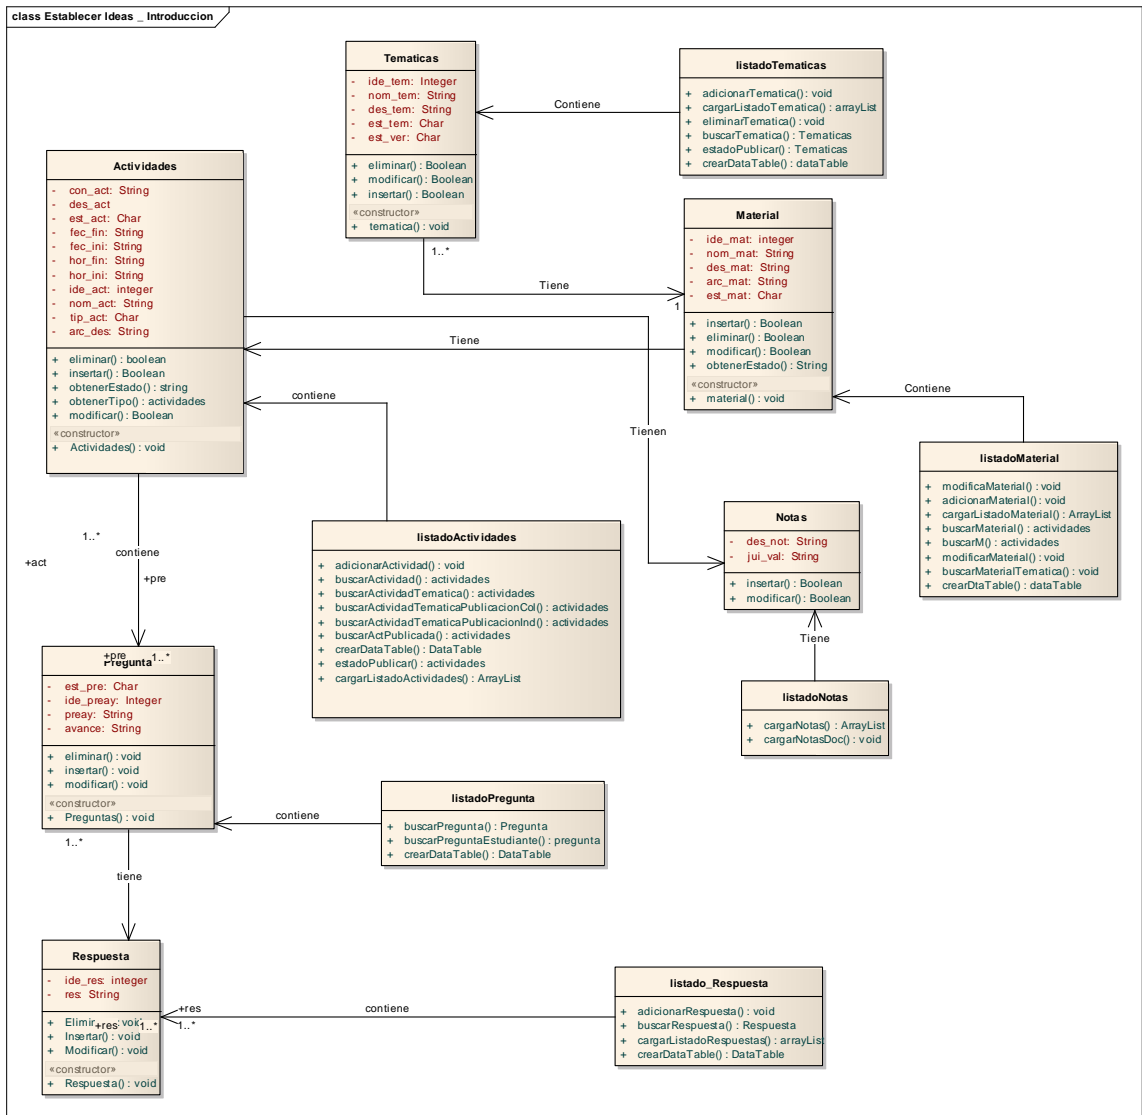 class Establecer Ideas _ Introduccion
Tematicas
- ide_tem: Integer
- nom_tem: String
- des_tem: String
- est_tem: Char
- est_ver: Char
+ eliminar() : Boolean
+ modificar() : Boolean
+ insertar() : Boolean
«constructor»
+ tematica() : void
listadoTematicas
+ adicionarTematica() : void
+ cargarListadoTematica() : arrayList
+ eliminarTematica() : void
+ buscarTematica() : Tematicas
+ estadoPublicar() : Tematicas
+ crearDataTable() : dataTable
Contiene
Actividades
- con_act: String
- des_act
- est_act: Char
- fec_fin: String
- fec_ini: String
- hor_fin: String
- hor_ini: String
- ide_act: integer
- nom_act: String
- tip_act: Char
- arc_des: String
+ eliminar() : boolean
+ insertar() : Boolean
+ obtenerEstado() : string
+ obtenerTipo() : actividades
+ modificar() : Boolean
«constructor»
+ Actividades() : void
Material
- ide_mat: integer
- nom_mat: String
- des_mat: String
- arc_mat: String
- est_mat: Char
+ insertar() : Boolean
+ eliminar() : Boolean
+ modificar() : Boolean
+ obtenerEstado() : String
«constructor»
+ material() : void
1..*
Tiene
1
Tiene
contiene
Contiene
Tienen
listadoMaterial
+ modificaMaterial() : void
+ adicionarMaterial() : void
+ cargarListadoMaterial() : ArrayList
+ buscarMaterial() : actividades
+ buscarM() : actividades
+ modificarMaterial() : void
+ buscarMaterialTematica() : void
+ crearDtaTable() : dataTable
listadoActividades
+ adicionarActividad() : void
+ buscarActividad() : actividades
+ buscarActividadTematica() : actividades
+ buscarActividadTematicaPublicacionCol() : actividades
+ buscarActividadTematicaPublicacionInd() : actividades
+ buscarActPublicada() : actividades
+ crearDataTable() : DataTable
+ estadoPublicar() : actividades
+ cargarListadoActividades() : ArrayList
Notas
- des_not: String
- jui_val: String
+ insertar() : Boolean
+ modificar() : Boolean
Tiene
listadoNotas
+ cargarNotas() : ArrayList
+ cargarNotasDoc() : void
1..*
contiene
+act
+pre
+pre
1..*
Pregunta
- est_pre: Char
- ide_preay: Integer
- preay: String
- avance: String
+ eliminar() : void
+ insertar() : void
+ modificar() : void
«constructor»
+ Preguntas() : void
contiene
listadoPregunta
+ buscarPregunta() : Pregunta
+ buscarPreguntaEstudiante() : pregunta
+ crearDataTable() : DataTable
1..*
tiene
Respuesta
- ide_res: integer
- res: String
+res
1..*
+ Insertar() : void
+ Modificar() : void
«constructor»
+ Respuesta() : void
+res
1..*
contiene
listado_Respuesta
+ adicionarRespuesta() : void
+ buscarRespuesta() : Respuesta
+ cargarListadoRespuestas() : arrayList
+ crearDataTable() : DataTable